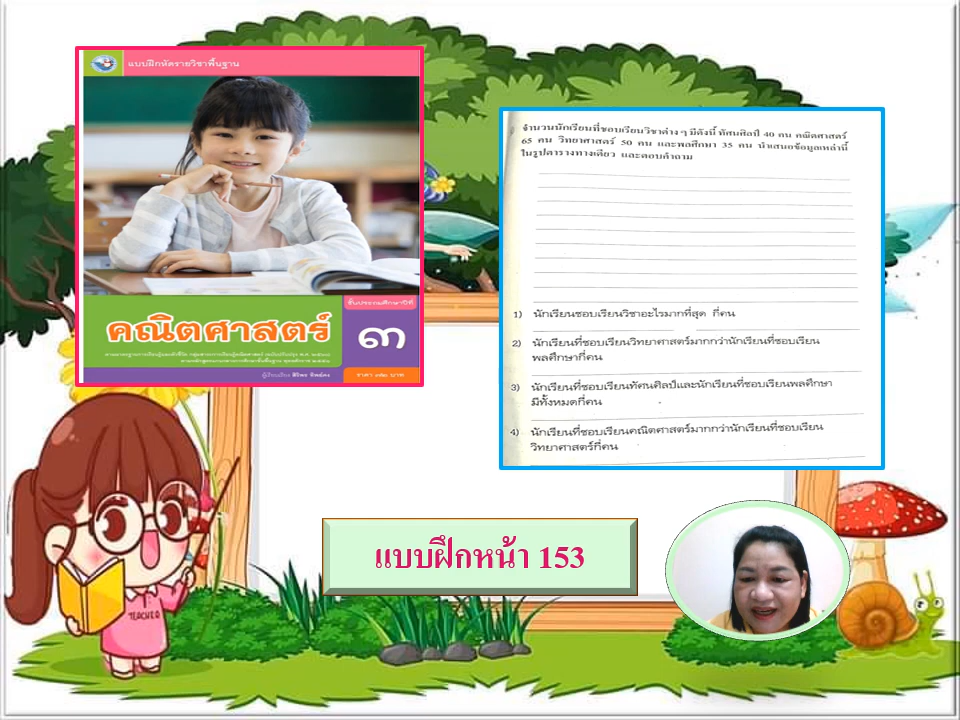 แบบฝึกหัดรายวิชาพื้นฐาน
ชั้นประถมศึกษาปีที่
คณิตศาสตร์
๓
ราคา ๗๒ บาท
จำนวนนักเรียนที่ชอบเรียนวิชาต่าง ๆ มีดังนี้ ทัศนศิลป์ 40 คน คณิตศาสตร์
65 คน วิทยาศาสตร์ 50 คน และพลศึกษา 35 คน นำเสนอข้อมูลเหล่านี้
ในรูปตารางทางเดียว และตอบคำถาม
1) นักเรียนชอบเรียนวิชาอะไรมากที่สุด กี่คน
2) นักเรียนที่ชอบเรียนวิทยาศาสตร์มากกว่านักเรียนที่ชอบเรียน
พลศึกษากี่คน
3) นักเรียนที่ชอบเรียนทัศนศิลป์และนักเรียนที่ชอบเรียนพลศึกษา
มีทั้งหมดกี่คน
4) นักเรียนที่ชอบเรียนคณิตศาสตร์มากกว่านักเรียนที่ชอบเรียน
วิทยาศาสตร์กี่คน
แบบฝึกหน้า 153
TEACHER